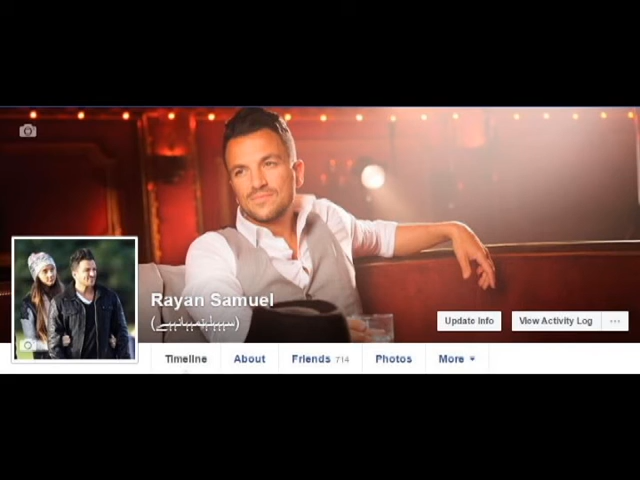 Rayan Samuel
Update Info
View Activity Log
Timeline
About
Friends 714
Photos
More